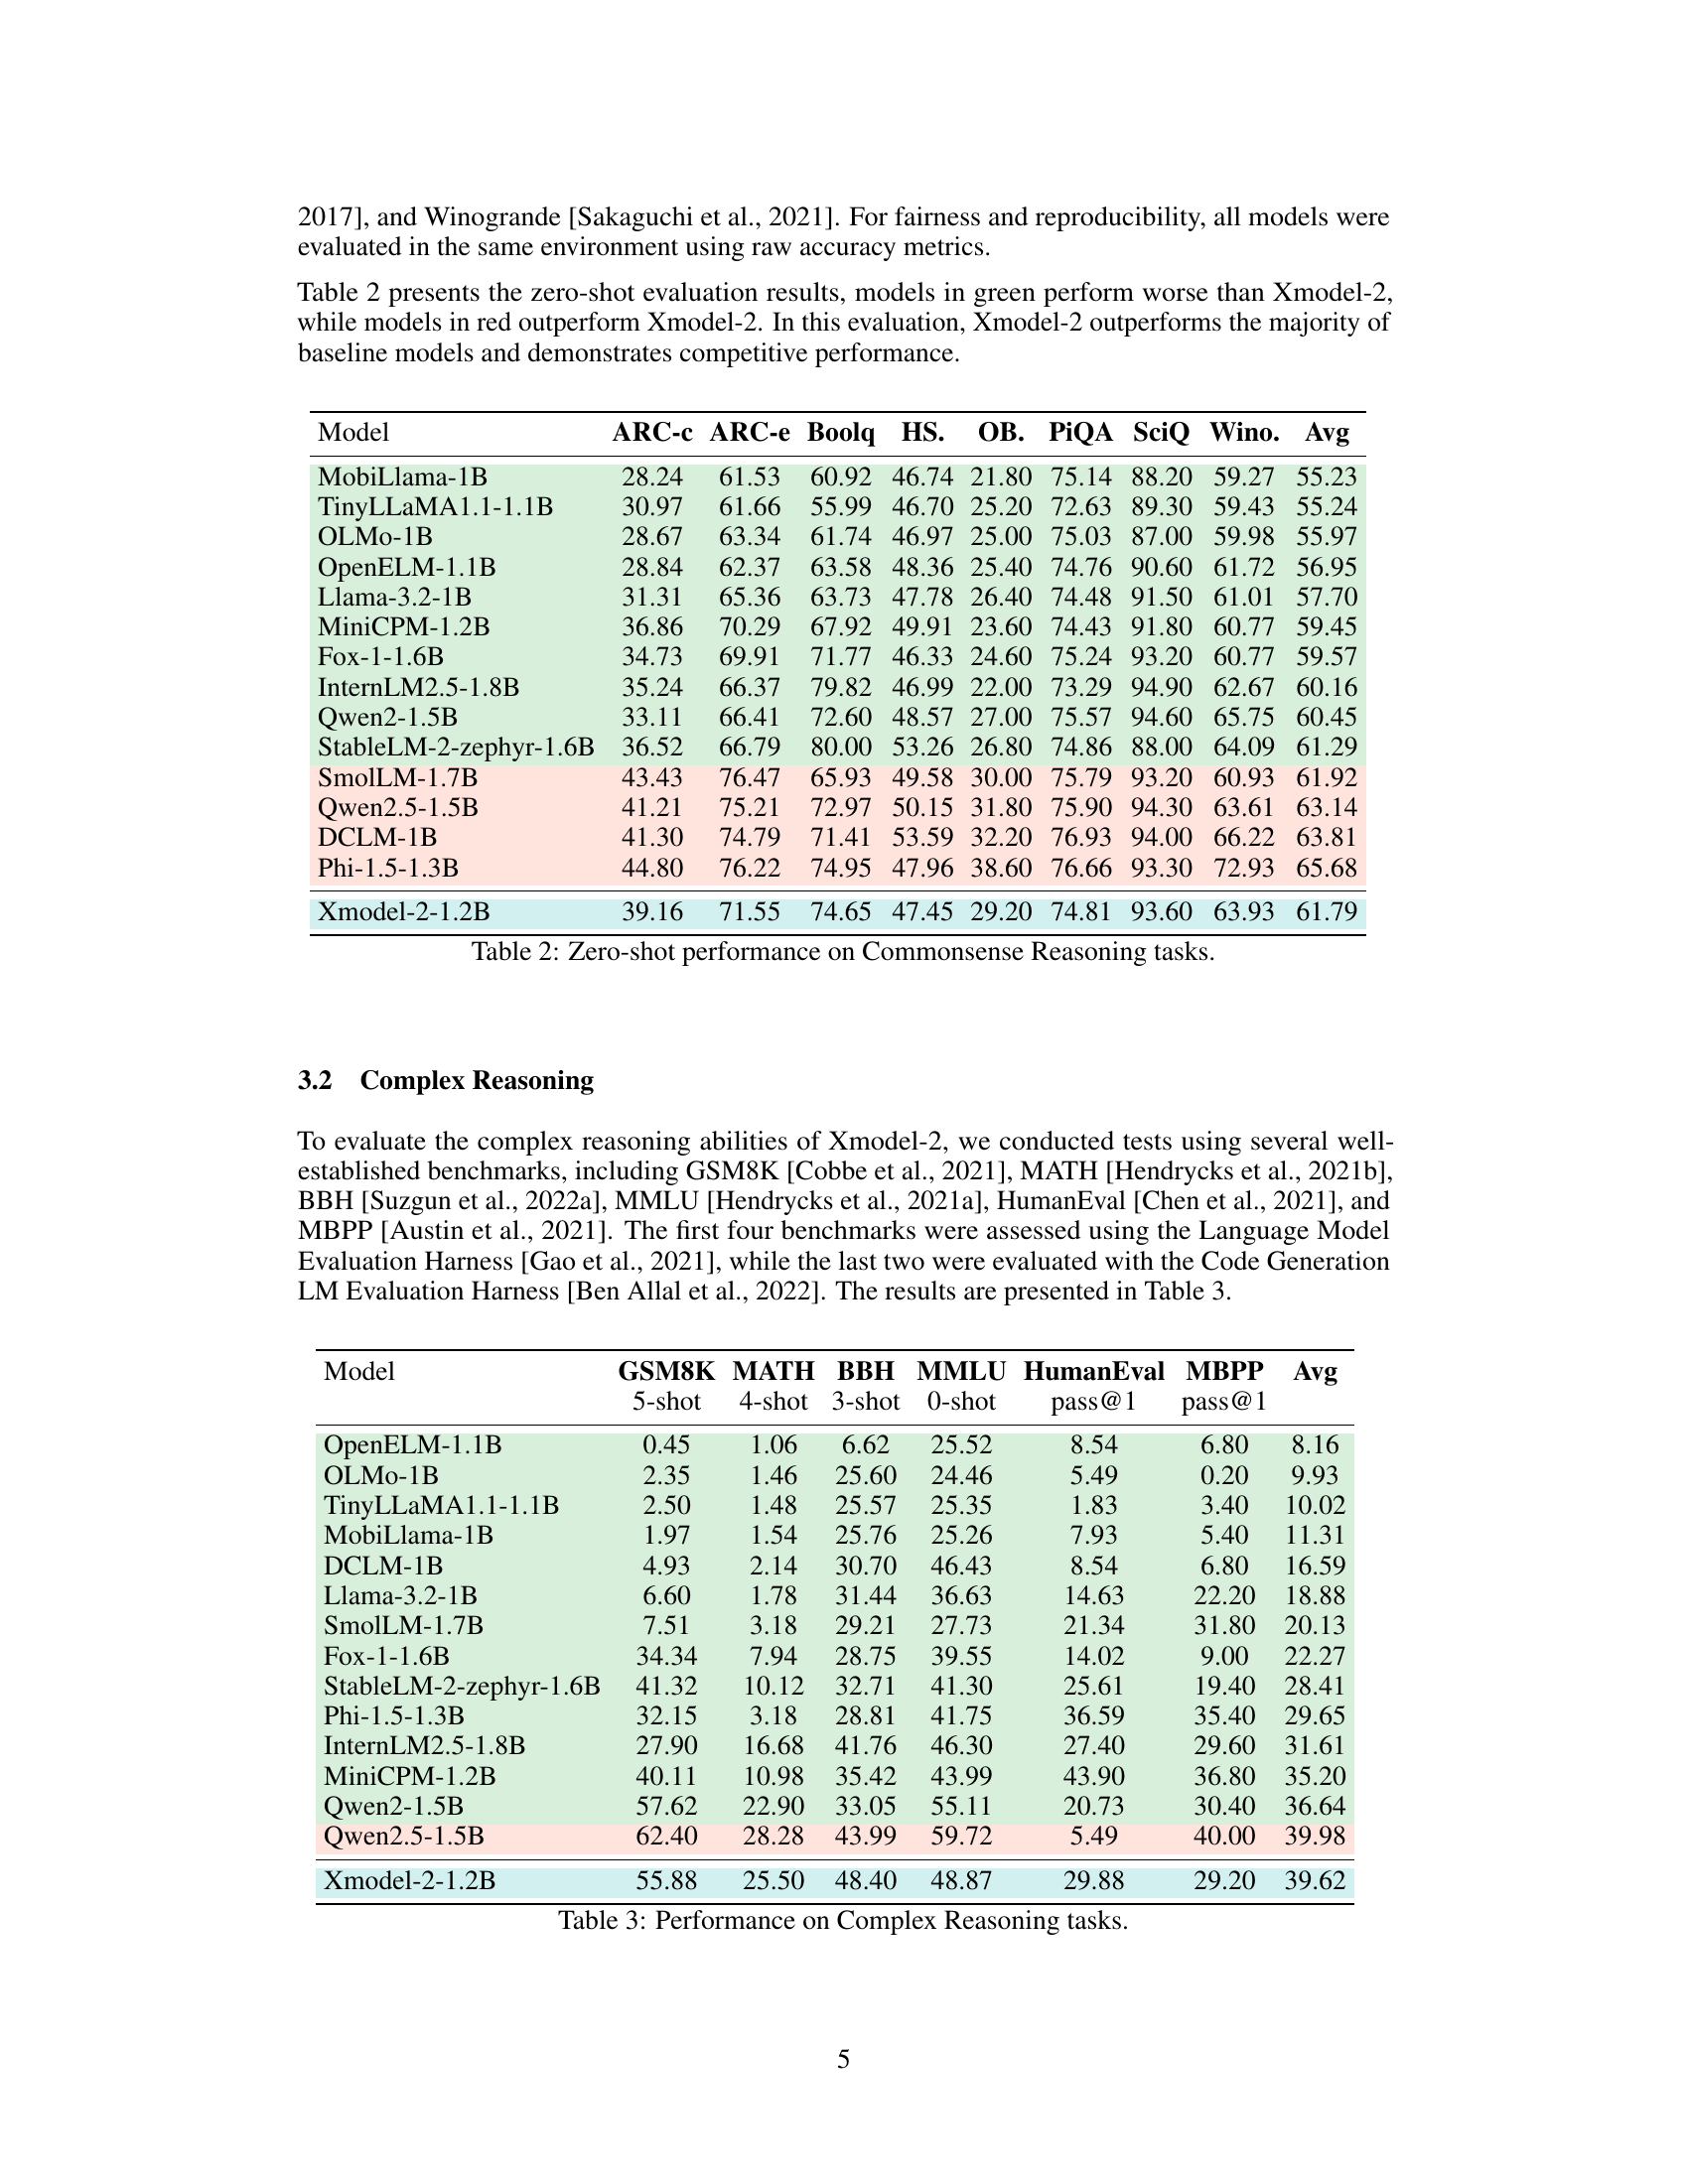 2017], and Winogrande [Sakaguchi et al., 2021]. For fairness and reproducibility, all models were
evaluated in the same environment using raw accuracy metrics.
Table 2 presents the zero-shot evaluation results, models in green perform worse than Xmodel-2,
while models in red outperform Xmodel-2. In this evaluation, Xmodel-2 outperforms the majority of
baseline models and demonstrates competitive performance.
Model ARC-c ARC-e Boolq HS. OB. PiQA SciQ Wino. Avg
MobiLlama-1B 28.24 61.53 60.92 46.74 21.80 75.14 88.20 59.27 55.23
TinyLLaMA1.1-1.1B 30.97 61.66 55.99 46.70 25.20 72.63 89.30 59.43 55.24
OLMo-1B 28.67 63.34 61.74 46.97 25.00 75.03 87.00 59.98 55.97
OpenELM-1.1B 28.84 62.37 63.58 48.36 25.40 74.76 90.60 61.72 56.95
Llama-3.2-1B 31.31 65.36 63.73 47.78 26.40 74.48 91.50 61.01 57.70
MiniCPM-1.2B 36.86 70.29 67.92 49.91 23.60 74.43 91.80 60.77 59.45
Fox-1-1.6B 34.73 69.91 71.77 46.33 24.60 75.24 93.20 60.77 59.57
InternLM2.5-1.8B 35.24 66.37 79.82 46.99 22.00 73.29 94.90 62.67 60.16
Qwen2-1.5B 33.11 66.41 72.60 48.57 27.00 75.57 94.60 65.75 60.45
StableLM-2-zephyr-1.6B 36.52 66.79 80.00 53.26 26.80 74.86 88.00 64.09 61.29
SmolLM-1.7B 43.43 76.47 65.93 49.58 30.00 75.79 93.20 60.93 61.92
Qwen2.5-1.5B 41.21 75.21 72.97 50.15 31.80 75.90 94.30 63.61 63.14
DCLM-1B 41.30 74.79 71.41 53.59 32.20 76.93 94.00 66.22 63.81
Phi-1.5-1.3B 44.80 76.22 74.95 47.96 38.60 76.66 93.30 72.93 65.68
Xmodel-2-1.2B 39.16 71.55 74.65 47.45 29.20 74.81 93.60 63.93 61.79
Table 2: Zero-shot performance on Commonsense Reasoning tasks.
3.2 Complex Reasoning
To evaluate the complex reasoning abilities of Xmodel-2, we conducted tests using several well-
established benchmarks, including GSM8K [Cobbe et al., 2021], MATH [Hendrycks et al., 2021b],
BBH [Suzgun et al., 2022a], MMLU [Hendrycks et al., 2021a], HumanEval [Chen et al., 2021], and
MBPP [Austin et al., 2021]. The first four benchmarks were assessed using the Language Model
Evaluation Harness [Gao et al., 2021], while the last two were evaluated with the Code Generation
LM Evaluation Harness [Ben Allal et al., 2022]. The results are presented in Table 3.
Model GSM8K MATH BBH MMLU HumanEval MBPP Avg
5-shot 4-shot 3-shot 0-shot pass@1 pass@1
OpenELM-1.1B 0.45 1.06 6.62 25.52 8.54 6.80 8.16
OLMo-1B 2.35 1.46 25.60 24.46 5.49 0.20 9.93
TinyLLaMA1.1-1.1B 2.50 1.48 25.57 25.35 1.83 3.40 10.02
MobiLlama-1B 1.97 1.54 25.76 25.26 7.93 5.40 11.31
DCLM-1B 4.93 2.14 30.70 46.43 8.54 6.80 16.59
Llama-3.2-1B 6.60 1.78 31.44 36.63 14.63 22.20 18.88
SmolLM-1.7B 7.51 3.18 29.21 27.73 21.34 31.80 20.13
Fox-1-1.6B 34.34 7.94 28.75 39.55 14.02 9.00 22.27
StableLM-2-zephyr-1.6B 41.32 10.12 32.71 41.30 25.61 19.40 28.41
Phi-1.5-1.3B 32.15 3.18 28.81 41.75 36.59 35.40 29.65
InternLM2.5-1.8B 27.90 16.68 41.76 46.30 27.40 29.60 31.61
MiniCPM-1.2B 40.11 10.98 35.42 43.99 43.90 36.80 35.20
Qwen2-1.5B 57.62 22.90 33.05 55.11 20.73 30.40 36.64
Qwen2.5-1.5B 62.40 28.28 43.99 59.72 5.49 40.00 39.98
Xmodel-2-1.2B 55.88 25.50 48.40 48.87 29.88 29.20 39.62
Table 3: Performance on Complex Reasoning tasks.
5